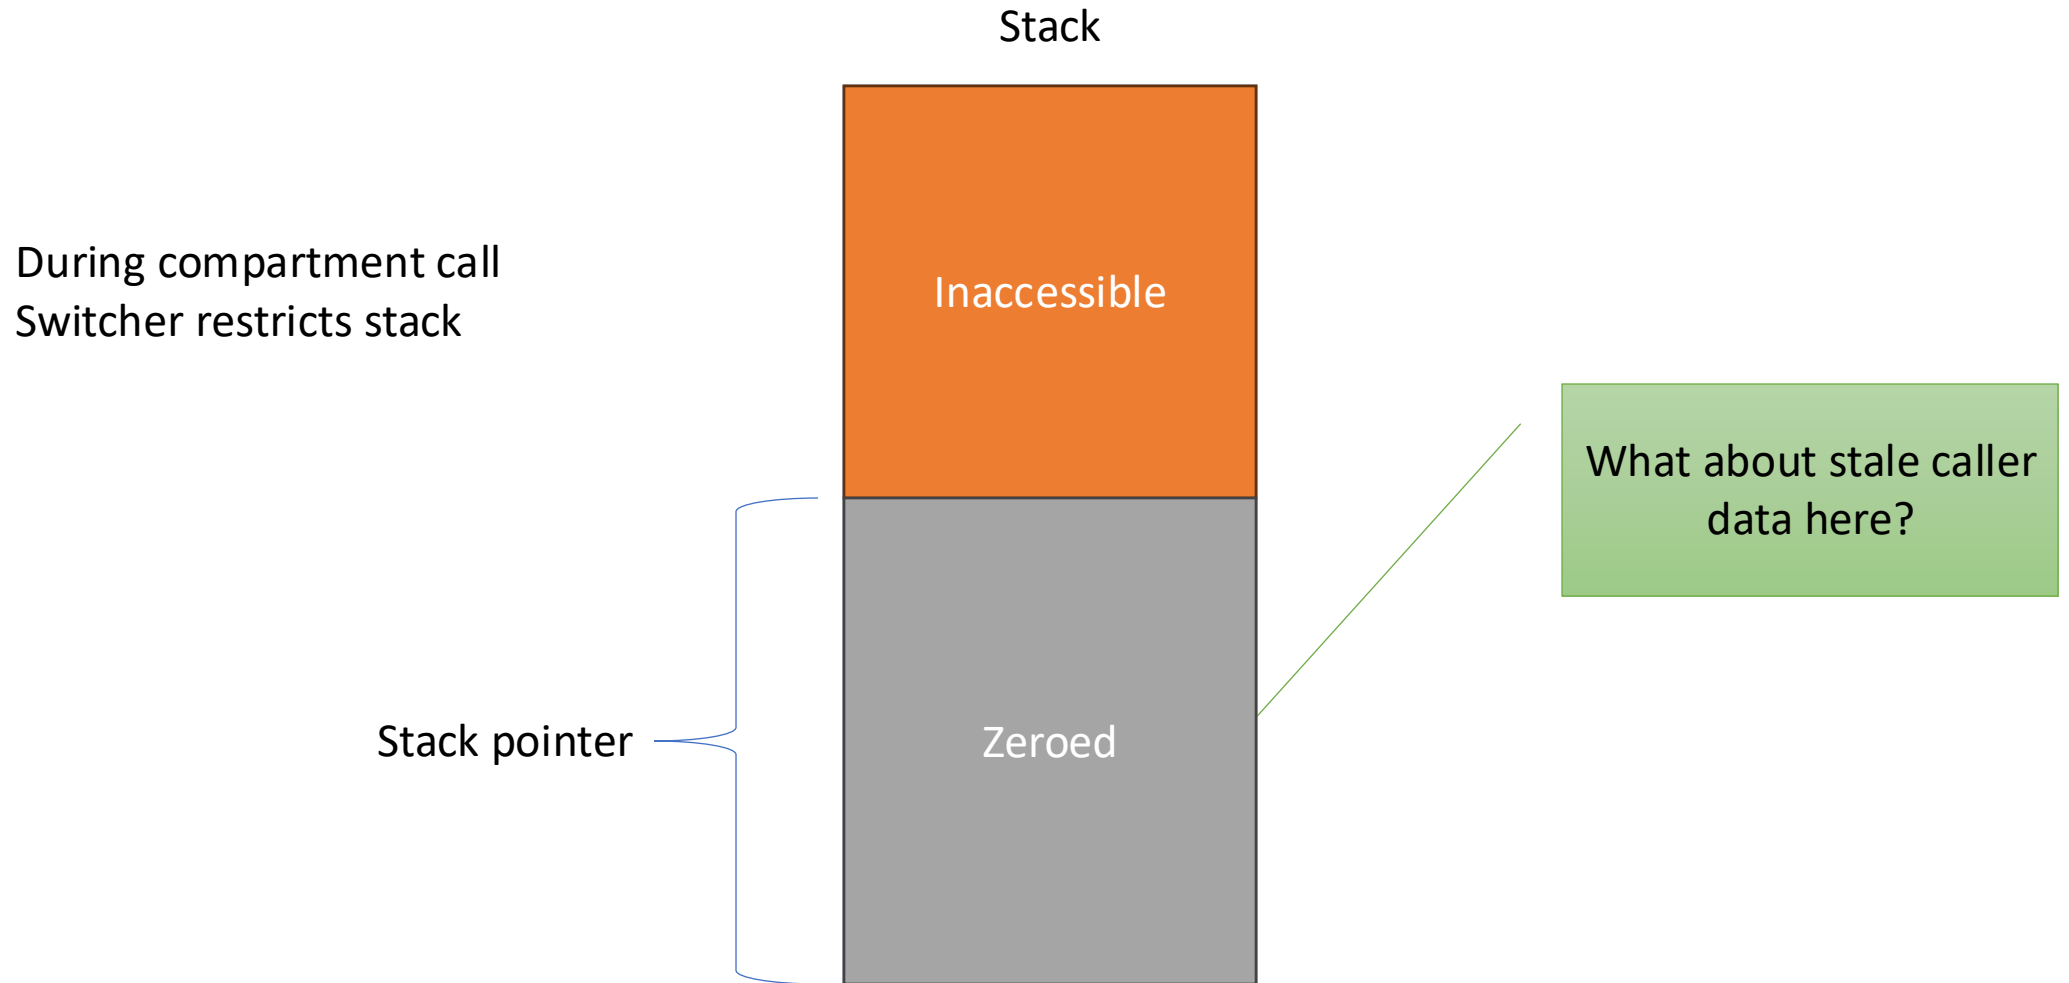 Stack
During compartment call
Switcher restricts stack
Inaccessible
What about stale caller
data here?
Stack pointer
Zeroed